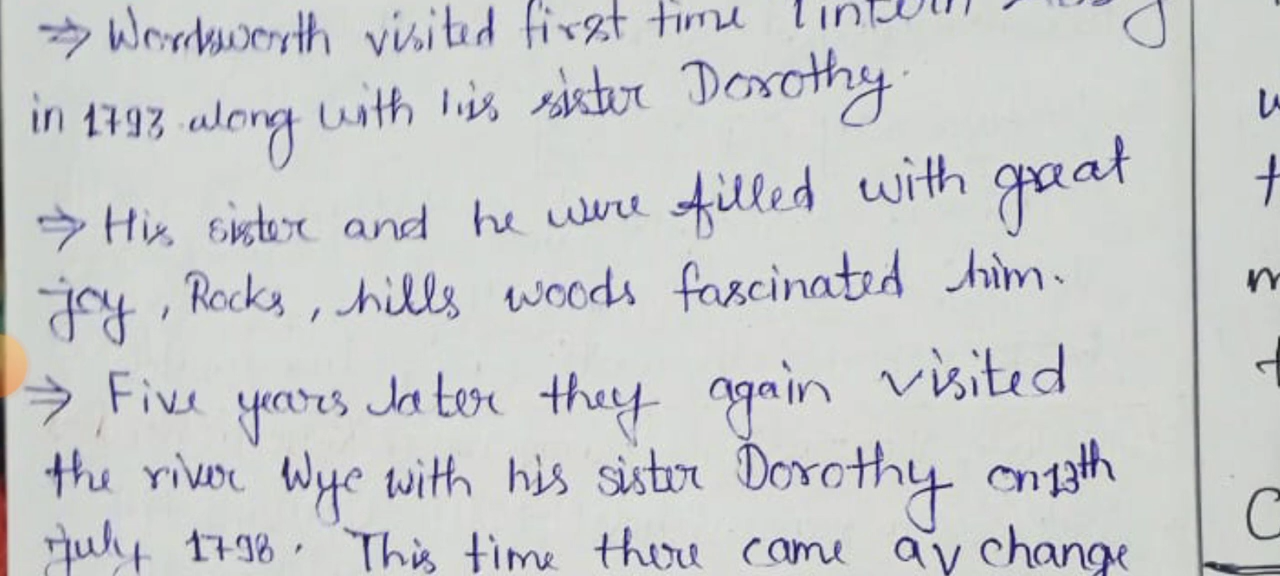 ⇒ Wordsworth visited first time Tintern
in 1793 along with his sister Dorothy.
⇒ His sister and he were filled with great
joy, Rocks, hills woods fascinated him.
⇒ Five years later they again visited
the river Wye with his sister Dorothy on 13th
july 1798. This time there came a change